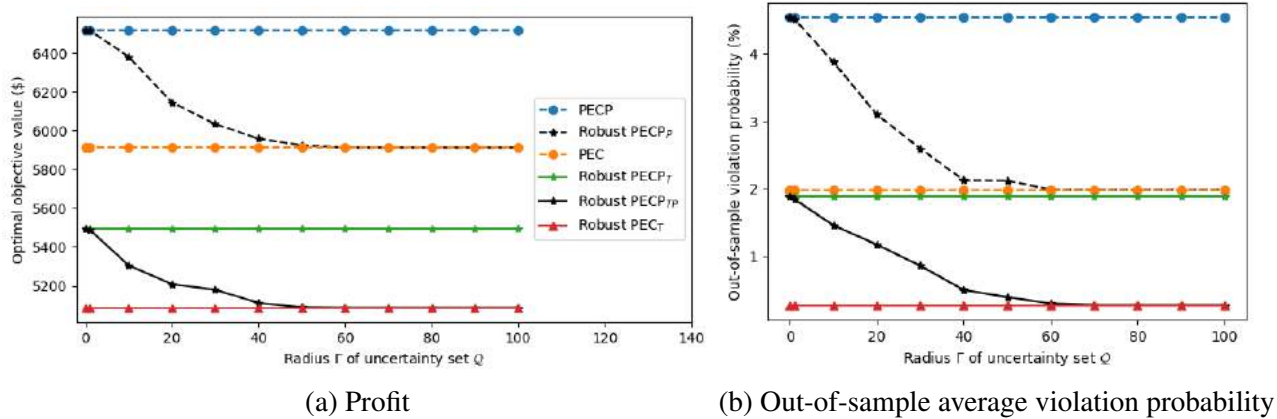 Optimal objective value ($)
6400
6200
6000
5800
5600
5400
5200
0 20 40 60 80 100 120 140
Radius Γ of uncertainty set Q
PECP
Robust PECP_P
PEC
Robust PECP_T
Robust PECP_TP
Robust PEC_T
(a) Profit
Out-of-sample violation probability (%)
4
3
2
1
0 20 40 60 80 100
Radius Γ of uncertainty set Q
(b) Out-of-sample average violation probability